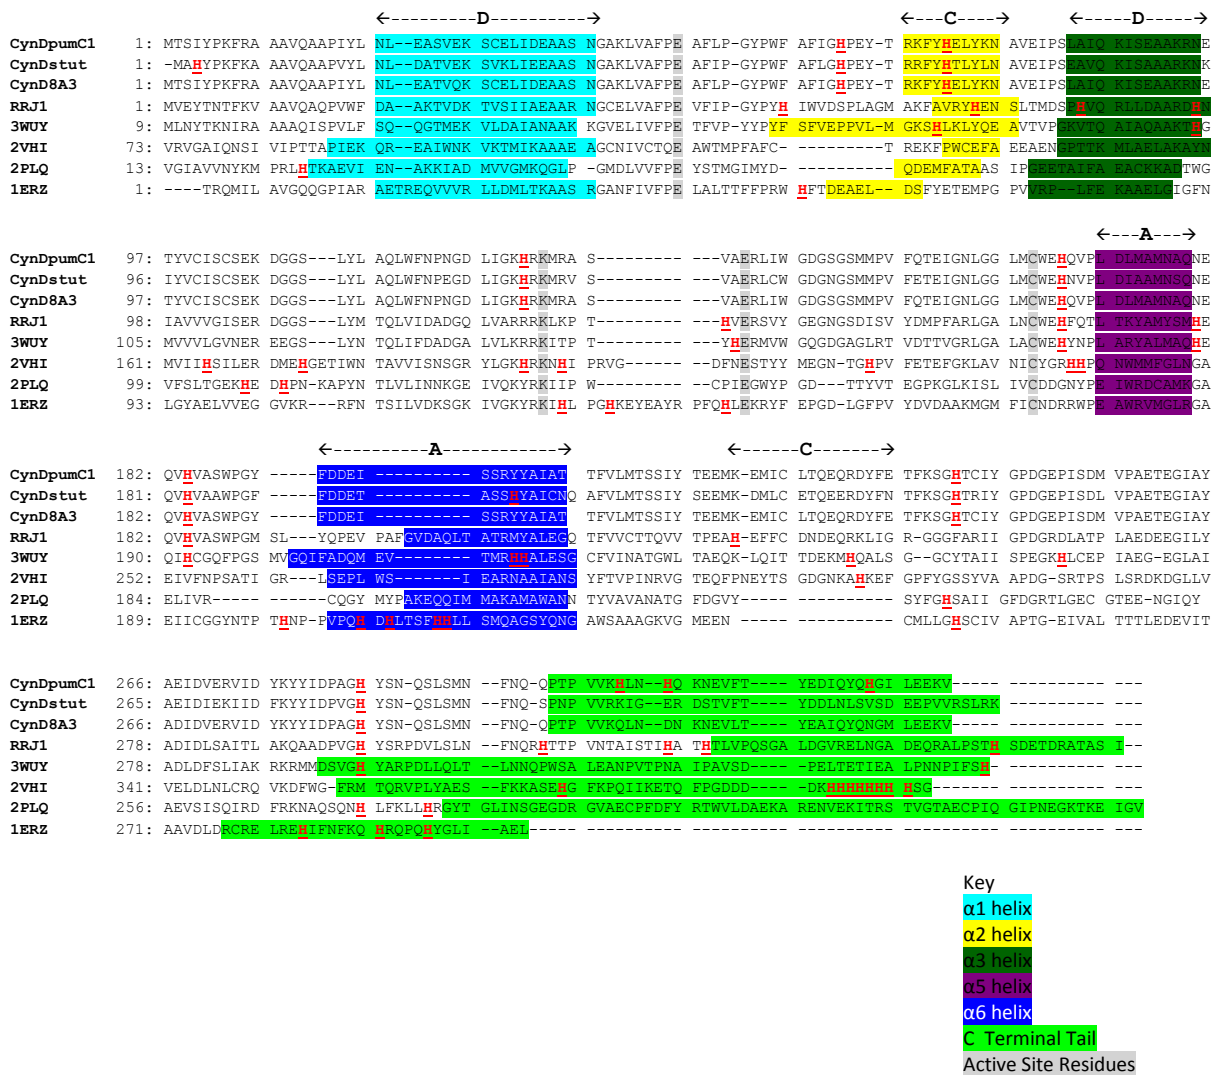 ←----------D-----------→ ←---C----→ ←------D------→
CynDpumC1 1: MTSIYPKFRA AAVQAAPIYL NL--EASVEK SCELIDEAAS NGAKLVAFPE AFLP-GYPWF AFIGHPEY-T RKFYHELYKN AVEIPSLAIQ KISEAAKRNE
CynDstut 1: -MAHYPKFKA AAVQAAPVYL NL--DATVEK SVKLIEEAAS NGAKLVAFPE AFIP-GYPWF AFLGHPEY-T RRFYHTLYLN AVEIPSEAVQ KISAAARKNK
CynD8A3 1: MTSIYPKFRA AAVQAAPIYL NL--EATVQK SCELIDEAAS NGAKLVAFPE AFLP-GYPWF AFIGHPEY-T RKFYHELYKN AVEIPSLAIQ KISEAAKRNE
RRJ1 1: MVEYTNTFKV AAVQAQPVWF DA--AKTVDK TVSIIAEAAR NGCELVAFPE VFIP-GYPYH IWVDSPLAGM AKFAVRYHEN SLTMDSPHVQ RLLDAARDHN
3WUY 9: MLNYTKNIRA AAAQISPVLF SQ--QGTMEK VLDAIANAAK KGVELIVFPE TFVP-YYPYF SFVEPPVL-M GKSHLKLYQE AVTVPGKVTQ AIAQAAKTHG
2VHI 73: VRVGAIQNSI VIPTTAPIEK QR--EAIWNK VKTMIKAAAE AGCNIVCTQE AWTMPFAFC- ---------- CTREKFPWCEFA EEAENGPTTK MLAELAKAYN
2PLQ 13: VGIAVVNYKM PRLHTKAEVI EN--AKKIAD MVVGMKQGLP -GMDLVVFPE YSTMGIMYD- ---------- QDEMFATAAS IPGEETAIFA EACKKADTWG
1ERZ 1: ----TRQMIL AVGQQGPIAR AETREQVVVR LLDMLTKAAS RGANFIVFPE LALTTFFPRW HFTDEAEL-- DSFYETEMPG PVVRP--LFE KAAELGIGFN
←---A----→
CynDpumC1 97: TYVCISCSEK DGGS---LYL AQLWFNPNGD LIGKHRKMRA S--------- ---------- VAERLIW GDGSGSMMPV FQTEIGNLGG LMCWEHQVPL DLMAMNAQNE
CynDstut 96: IYVCISCSEK DGGS---LYL AQLWFNPEGD LIGKHRKMRV S--------- ---------- VAERLCW GDGNGSMMPV FETEIGNLGG LMCWEHNVPL DIAAMNSQNE
CynD8A3 97: TYVCISCSEK DGGS---LYL AQLWFNPNGD LIGKHRKMRA S--------- ---------- VAERLIW GDGSGSMMPV FQTEIGNLGG LMCWEHQVPL DLMAMNAQNE
RRJ1 98: IAVVVGISER DGGS---LYM TQLVIDADGQ LVARRRKLKP T--------- ---HVERSVY GEGNGSDISV YDMPFARLGA LNCWEHFQTL TKYAMYSMHE
3WUY 105: MVVVLGVNER EEGS---LYN TQLIFDADGA LVLKRRKITP T--------- ---YHERMVW GQGDGAGLRT VDTTVGRLGA LACWEHYNPL ARYALMAQHE
2VHI 161: MVIIHSILER DMEHGETIWN TAVVISNSGR YLGKHRKNHI PRVG------ ---DFNESTYY MEGN-TGHPV FETEFGKLAV NICYGRHHPQ NWMMFGLNGA
2PLQ 99: VFSLTGEKHE DHPN-KAPYN TLVLINNKGE IVQKYRKIIP W--------- ---CPIEGWYP GD---TTYVT EGPKGLKISL IVCDDGNYPE IWRDCAMKGA
1ERZ 93: LGYAELVVEG GVKR---RFN TSILVDKSGK IVGKYRKIHL PGHKEYEAYR PFQHLEKRYF EPGD-LGFPV YDVDAAKMGM FICNDRRWPE AWRVMGLRGA
←----------A-----------→ ←------C-------→
CynDpumC1 182: QVHVASWPGY -----FDDEI ---------- SSRYYAIAT TFVLMTSSIY TEEMK-EMIC LTQEQRDYFE TFKSGHTCIY GPDGEPISDM VPAETEGIAY
CynDstut 181: QVHVAAWPGF -----FDDET ---------- ASSHYAICNQ AFVLMTSSIY SEEMK-DMLC ETQEERDYFN TFKSGHTRIY GPDGEPISDL VPAETEGIAY
CynD8A3 182: QVHVASWPGY -----FDDEI ---------- SSRYYAIAT TFVLMTSSIY TEEMK-EMIC LTQEQRDYFE TFKSGHTCIY GPDGEPISDM VPAETEGIAY
RRJ1 182: QVHVASWPGM SL---YQPEV PAFGVDAQLT ATRMYALEGQ TFVVCTTQVV TPEAHEFFC DNDEQRKLIG R-GGGFARII GPDGRDLATP LAEDEEGILY
3WUY 190: QIHCGQFPGS MVGQIFADQM EV-------- TMRHHALESG CFVINATGWL TAEQK-LQITT TDEKMHQALS G---GCYTAII SPEGKHLCEP IAEG-EGLAI
2VHI 252: EIVFNPSATIG R---LSEPL WS------- IEARNAAIANS YFTVPINRVG TEQFPNEYTS GDGNKAHKEF GPFYGSSYVA APDG-SRTPS LSRDKDGLLV
2PLQ 184: ELIVR----- -----CQGY MYPAKEQQIM MAKAMAWANN TYVAVANATG FDGVY----- ---------- SYFGHSAII GFDGRTLGEC GTEE-NGIQY
1ERZ 189: EIICGGYNTP THNP-PVPQH DHLTSFHHLL SMQAGSYQNG AWSAAAGKVG MEEN------ ---------- CMLLGHSCIV APTG-EIVAL TTTLEDEVIT
CynDpumC1 266: AEIDVERVID YKYYIDPAGH YSN-QSLSMN --FNQ-QPTP VVKHLN--HQ KNEVFT---- YEDIQYQHGI LEEKV----- ---------- -----
CynDstut 265: AEIDIEKIID FKYYIDPVGH YSN-QSLSMN --FNQ-SPNP VVRKIG--ER DSTVFT---- YDDLNLSVSD EEPVVRSLRK ---------- -----
CynD8A3 266: ADIDVERVID YKYYIDPAGH YSN-QSLSMN --FNQ-QPTP VVKQLN--DN KNEVLT---- YEAIQYQNGM LEEKV----- ---------- -----
RRJ1 278: ADIDLSAITL AKQAADPVGH YSRPDVLSLN --FNQRHTTP VNTAISTIHA THTLVPQSGA LDGVRELNGA DEQRALPSTH SDETDRATAS I--
3WUY 278: ADLDFSLIAK RKRMMDSVGH YARPDLLQLT -LNNQPWSAL EANPVTPNAI PAVSD----- PELTETIEAL PNNPIFSH-- ---------- -----
2VHI 341: VELDLNLCRQ VKDFWG-FRM TQRVPLYAES --FKKASEHG FKPQIIKETQ FPGDDD---- -DKHHHHHHH HSG------- ---------- -----
2PLQ 256: AEVSISQIRD FRKNAQSQNH LFKLLHRGYT GLINSGEGDR GVAECPFDFY RTWVLDAEKA RENVEKITRS TVGTAECPIQ GIPNEGKTKE IGV
1ERZ 271: AAVDLDRCRE LREHIFNFKQ HRQPQHYGLI --AEL----- ---------- ---------- ---------- ---------- ---------- -----
Key
α1 helix
α2 helix
α3 helix
α5 helix
α6 helix
C Terminal Tail
Active Site Residues